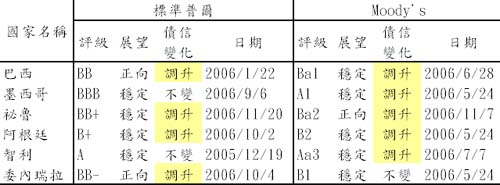 國家名稱 標準普爾 Moody's
評級 展望 債信變化 日期 評級 展望 債信變化 日期
巴西 BB 正向 調升 2006/1/22 Ba1 穩定 調升 2006/6/28
墨西哥 BBB 穩定 不變 2006/9/6 A1 穩定 調升 2006/5/24
祕魯 BB+ 穩定 調升 2006/11/20 Ba2 正向 調升 2006/11/7
阿根廷 B+ 穩定 調升 2006/10/2 B2 穩定 調升 2006/5/24
智利 A 穩定 不變 2005/12/19 Aa3 穩定 調升 2006/7/7
委內瑞拉 BB- 正向 調升 2006/10/4 B1 穩定 不變 2006/5/24